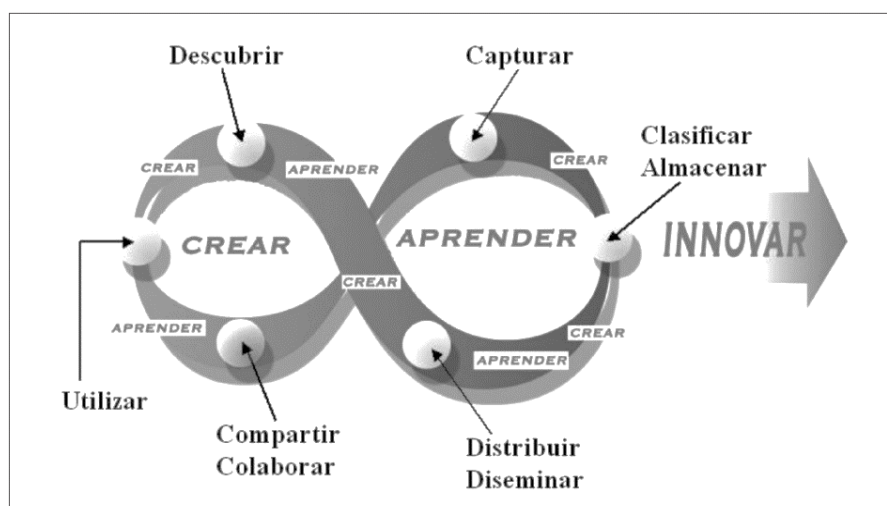 Descubrir
Capturar
Clasificar
Almacenar
CREAR
APRENDER
CREAR
CREAR
APRENDER
INNOVAR
CREAR
APRENDER
CREAR
APRENDER
Utilizar
Compartir
Colaborar
Distribuir
Diseminar